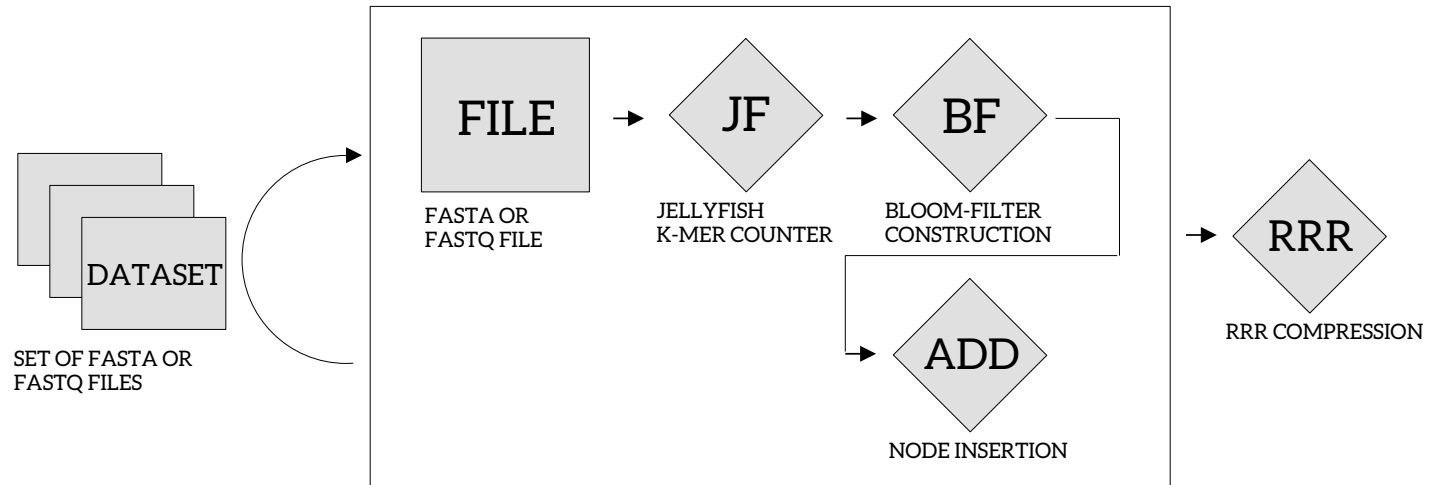 DATASET
SET OF FASTA OR
FASTQ FILES
FILE
FASTA OR
FASTQ FILE
JF
JELLYFISH
K-MER COUNTER
BF
BLOOM-FILTER
CONSTRUCTION
ADD
NODE INSERTION
RRR
RRR COMPRESSION